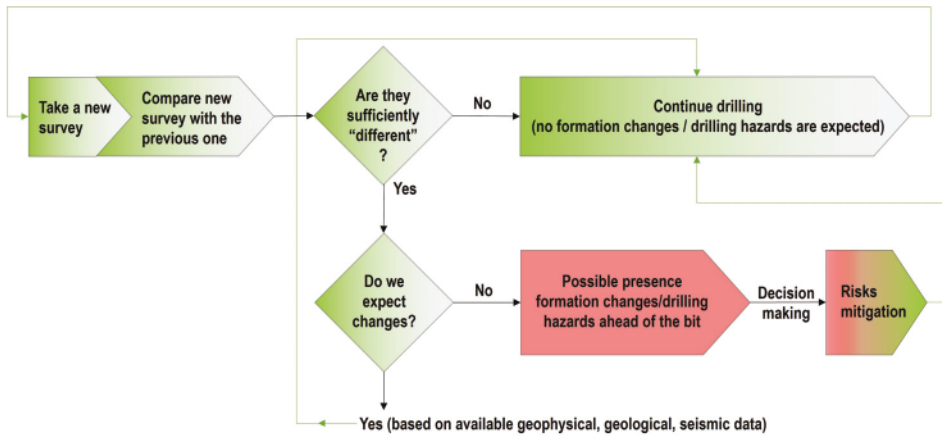 Take a new
survey
Compare new
survey with the
previous one
Are they
sufficiently
“different”
?
No
Continue drilling
(no formation changes / drilling hazards are expected)
Yes
Do we
expect
changes?
No
Possible presence
formation changes/drilling
hazards ahead of the bit
Decision
making
Risks
mitigation
Yes (based on available geophysical, geological, seismic data)